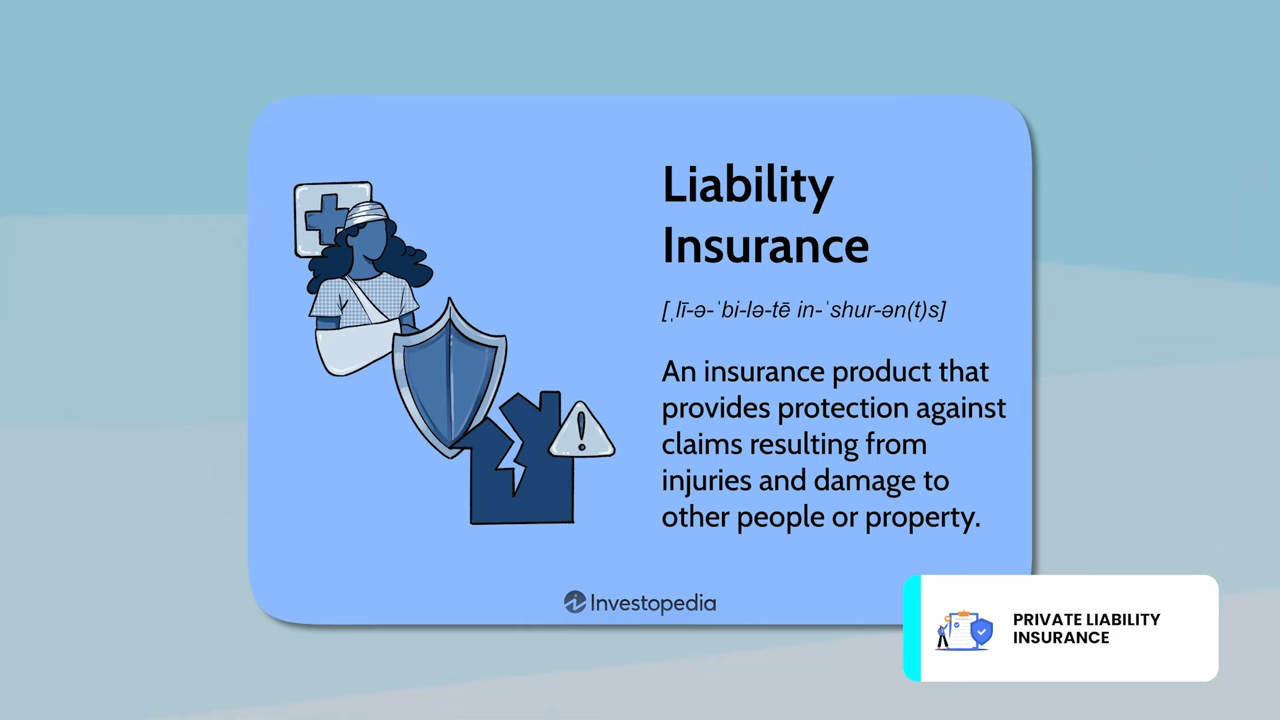 Liability
Insurance
[ˌlī-ə-ˈbi-lə-tē in-ˈshur-ən(t)s]
An insurance product that
provides protection against
claims resulting from
injuries and damage to
other people or property.
Investopedia
PRIVATE LIABILITY
INSURANCE